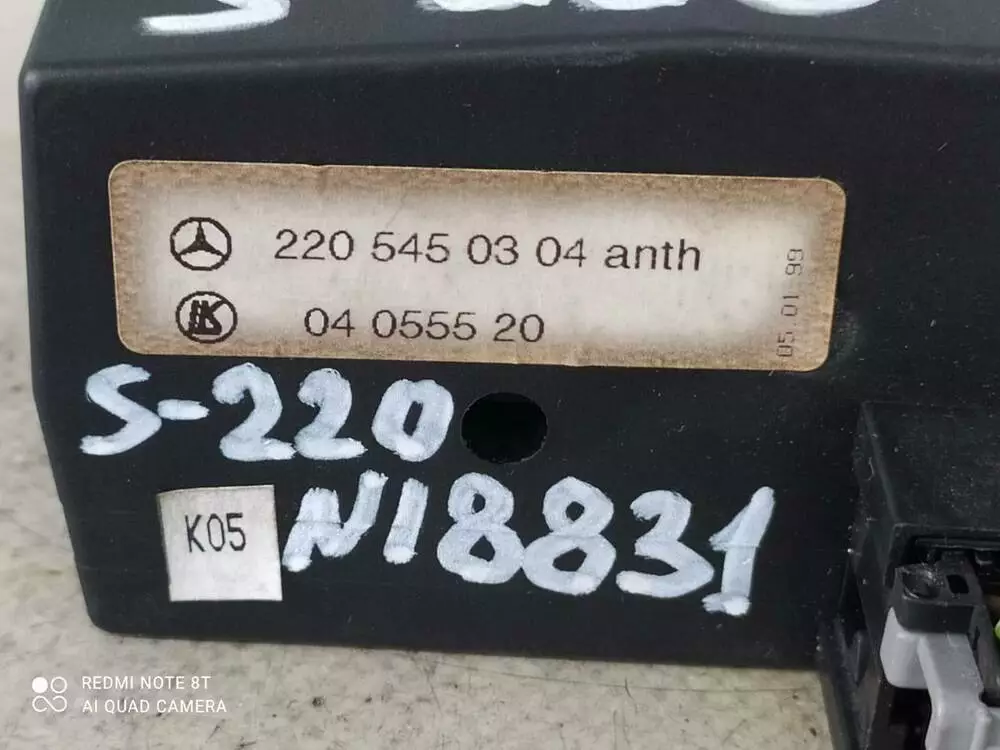 220 545 03 04 anth
04 0555 20
05.01 99
S-220
K05
N18831
REDMI NOTE 8T
AI QUAD CAMERA